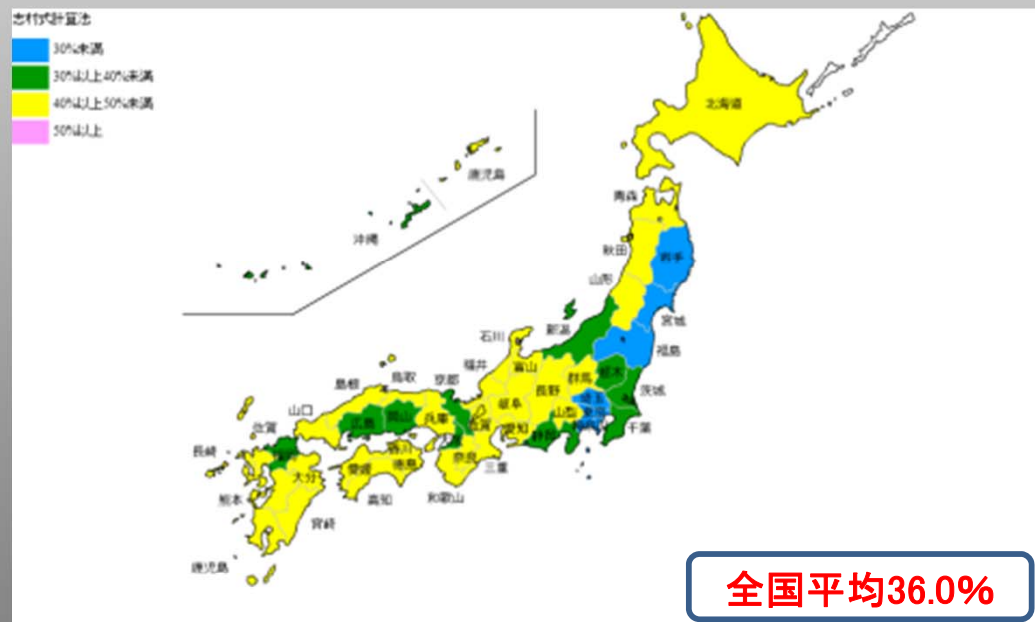 志村式計算法
30%未満
30%以上40%未満
40%以上50%未満
50%以上
北海道
鹿児島
青森
沖縄
秋田
岩手
山形
宮城
石川
新潟
福島
福井
富山
群馬
栃木
島根
鳥取
京都
長野
茨城
埼玉
山口
岐阜
山梨
東京
佐賀
広島
岡山
兵庫
滋賀
愛知
静岡
千葉
長崎
香川
奈良
愛媛
徳島
三重
大分
熊本
高知
和歌山
宮崎
鹿児島
全国平均36.0%